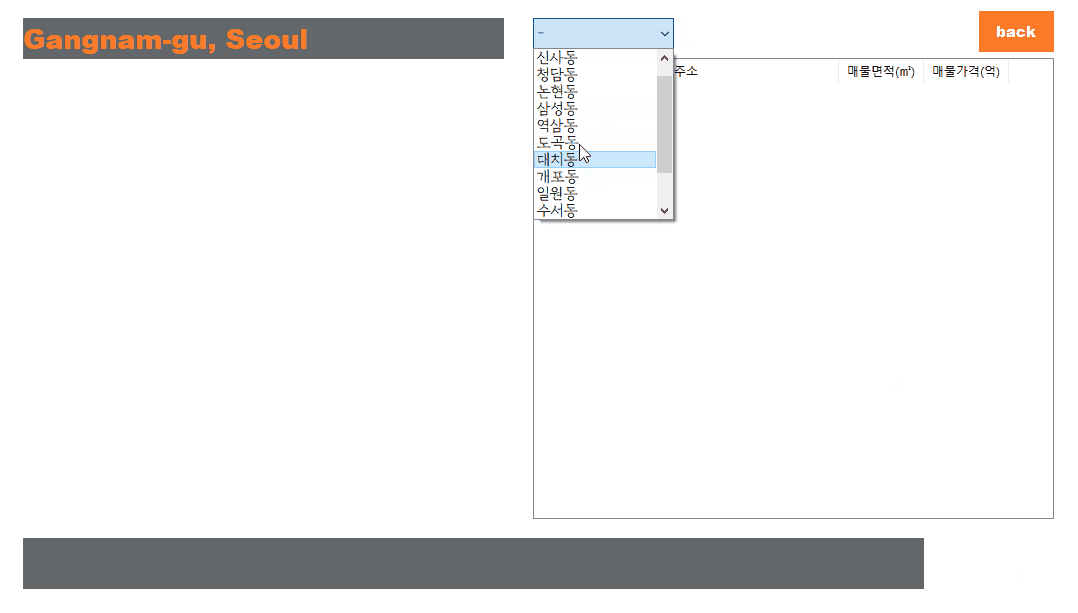 Gangnam-gu, Seoul
-
back
신사동
청담동
논현동
삼성동
역삼동
도곡동
대치동
개포동
일원동
수서동
주소 매물면적(㎡) 매물가격(억)